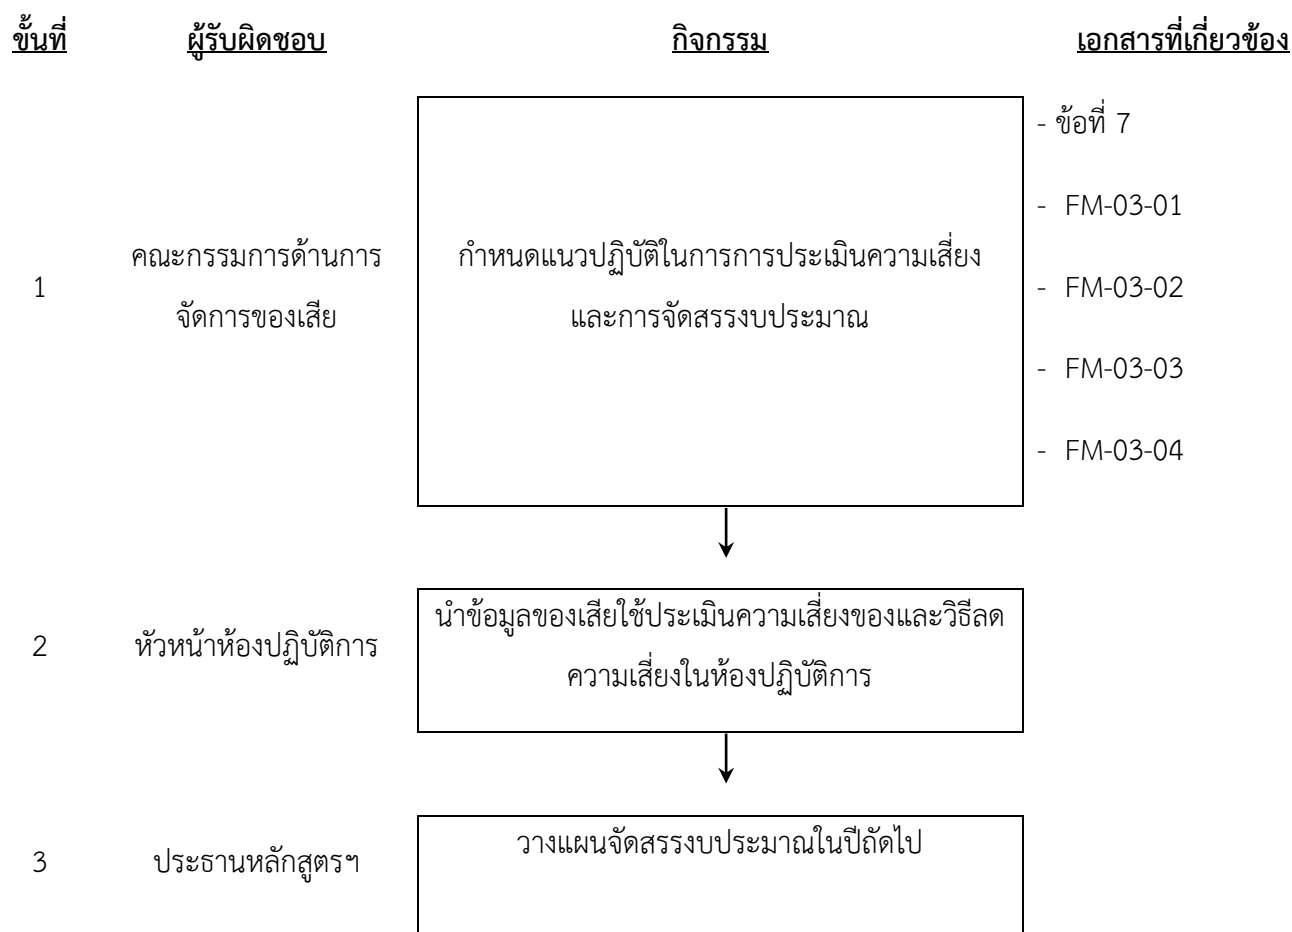 ขั้นที่ ผู้รับผิดชอบ กิจกรรม เอกสารที่เกี่ยวข้อง
1
คณะกรรมการด้านการ
จัดการของเสีย
กำหนดแนวปฏิบัติในการการประเมินความเสี่ยง
และการจัดสรรงบประมาณ
- ข้อที่ 7
- FM-03-01
- FM-03-02
- FM-03-03
- FM-03-04
2
หัวหน้าห้องปฏิบัติการ
นำข้อมูลของเสียใช้ประเมินความเสี่ยงของและวิธีลด
ความเสี่ยงในห้องปฏิบัติการ
3
ประธานหลักสูตรฯ
วางแผนจัดสรรงบประมาณในปีถัดไป